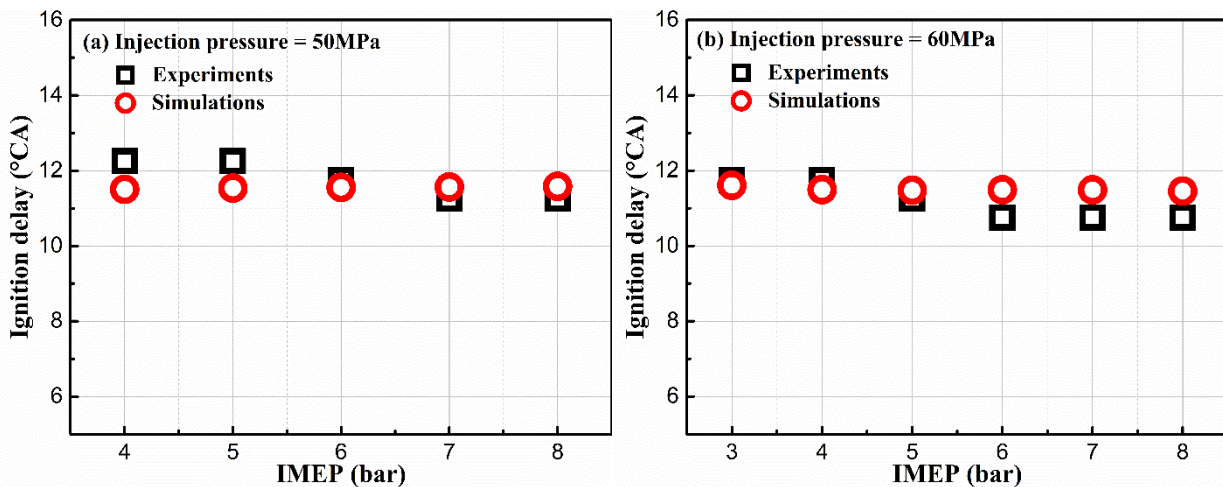 (a) Injection pressure = 50MPa
Experiments
Simulations
Ignition delay (°CA)
16
14
12
10
8
6
4
5
6
7
8
IMEP (bar)
(b) Injection pressure = 60MPa
Experiments
Simulations
Ignition delay (°CA)
16
14
12
10
8
6
3
4
5
6
7
8
IMEP (bar)